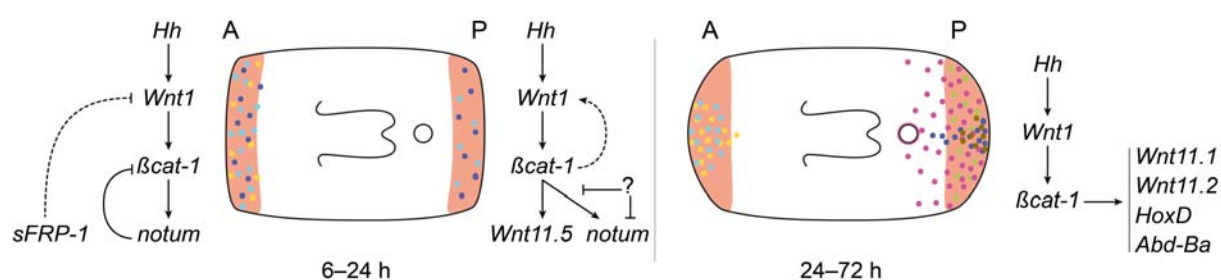 Hh
A
P
Hh
Wnt1
Wnt1
ßcat-1
ßcat-1
?
sFRP-1
notum
Wnt11.5
notum
6–24 h
A
P
Hh
Wnt1
ßcat-1
Wnt11.1
Wnt11.2
HoxD
Abd-Ba
24–72 h